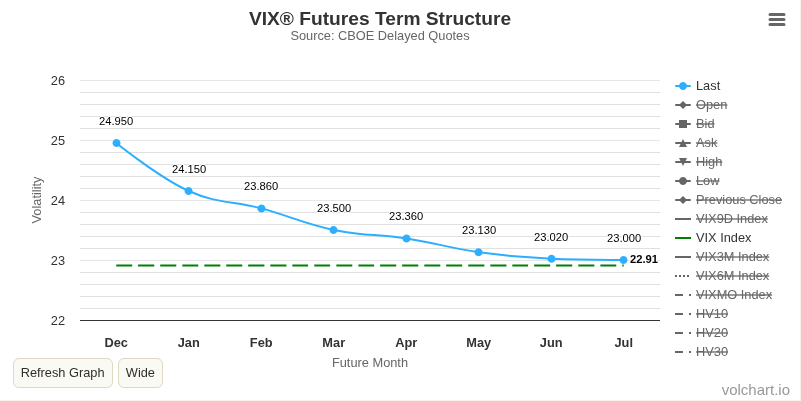 VIX® Futures Term Structure
Source: CBOE Delayed Quotes
26
25
24
23
22
Volatility
24.950
24.150
23.860
23.500
23.360
23.130
23.020
23.000
22.91
Dec Jan Feb Mar Apr May Jun Jul
Future Month
Last
Open
Bid
Ask
High
Low
Previous Close
VIX9D Index
VIX Index
VIX3M Index
VIX6M Index
VIXMO Index
HV10
HV20
HV30
Refresh Graph Wide
volchart.io